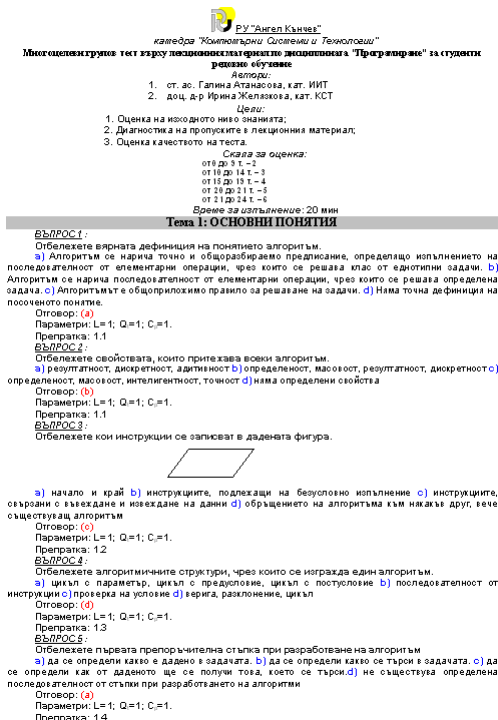 РУ "Ангел Кънчев"
катедра "Компютърни Системи и Технологии"
Многоцелеви групов тест върху лекционния материал по дисциплината "Програмиране" за студенти
редовно обучение
Автори:
1. ст. ас. Галина Атанасова, кат. ИИТ
2. доц. д-р Ирина Желязкова, кат. КСТ
Цели:
1. Оценка на изходното ниво знанията;
2. Диагностика на пропуските в лекционния материал;
3. Оценка качеството на теста.
Скала за оценка:
от 0 до 9 т. – 2
от 10 до 14 т. – 3
от 15 до 19 т. – 4
от 20 до 21 т. – 5
от 21 до 24 т. – 6
Време за изпълнение: 20 мин
Тема 1: ОСНОВНИ ПОНЯТИЯ
ВЪПРОС 1 :
Отбележете вярната дефиниция на понятието алгоритъм.
a) Алгоритъм се нарича точно и общоразбираемо предписание, определящо изпълнението на
последователност от елементарни операции, чрез които се решава клас от еднотипни задачи. b)
Алгоритъм се нарича последователност от елементарни операции, чрез които се решава определена
задача. c) Алгоритъмът е общоприложимо правило за решаване на задачи. d) Няма точна дефиниция на
посоченото понятие.
Отговор: (a)
Параметри: L= 1; Qi=1; Ci=1.
Препратка: 1.1
ВЪПРОС 2 :
Отбележете свойствата, които притежава всеки алгоритъм.
a) резултатност, дискретност, адитивност b) определеност, масовост, резултатност, дискретност c)
определеност, масовост, интелигентност, точност d) няма определени свойства
Отговор: (b)
Параметри: L= 1; Qi=1; Ci=1.
Препратка: 1.1
ВЪПРОС 3 :
Отбележете кои инструкции се записват в дадената фигура.
a) начало и край b) инструкциите, подлежащи на безусловно изпълнение c) инструкциите,
свързани с въвеждане и извеждане на данни d) обръщението на алгоритъма към някакъв друг, вече
съществуващ алгоритъм
Отговор: (c)
Параметри: L= 1; Qi=1; Ci=1.
Препратка: 1.2
ВЪПРОС 4 :
Отбележете алгоритмичните структури, чрез които се изгражда един алгоритъм.
a) цикъл с параметър, цикъл с предусловие, цикъл с постусловие b) последователност от
инструкции c) проверка на условие d) верига, разклонение, цикъл
Отговор: (d)
Параметри: L= 1; Qi=1; Ci=1.
Препратка: 1.3
ВЪПРОС 5 :
Отбележете първата препоръчителна стъпка при разработване на алгоритъм
a) да се определи какво е дадено в задачата. b) да се определи какво се търси в задачата. c) да
се определи как от даденото ще се получи това, което се търси.d) не съществува определена
последователност от стъпки при разработването на алгоритми
Отговор: (a)
Параметри: L= 1; Qi=1; Ci=1.
Препратка: 1.4